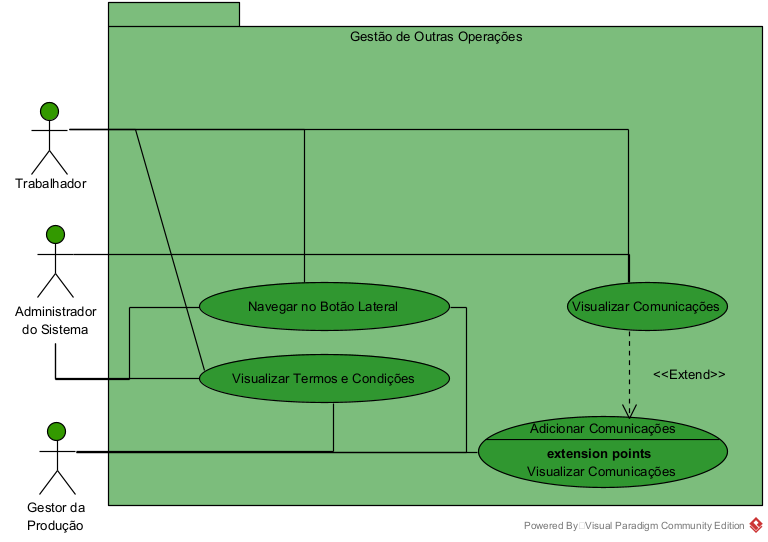 Gestão de Outras Operações
Trabalhador
Administrador
do Sistema
Navegar no Botão Lateral
Visualizar Comunicações
Visualizar Termos e Condições
<<Extend>>
Adicionar Comunicações
extension points
Visualizar Comunicações
Gestor da
Produção
Powered By Visual Paradigm Community Edition